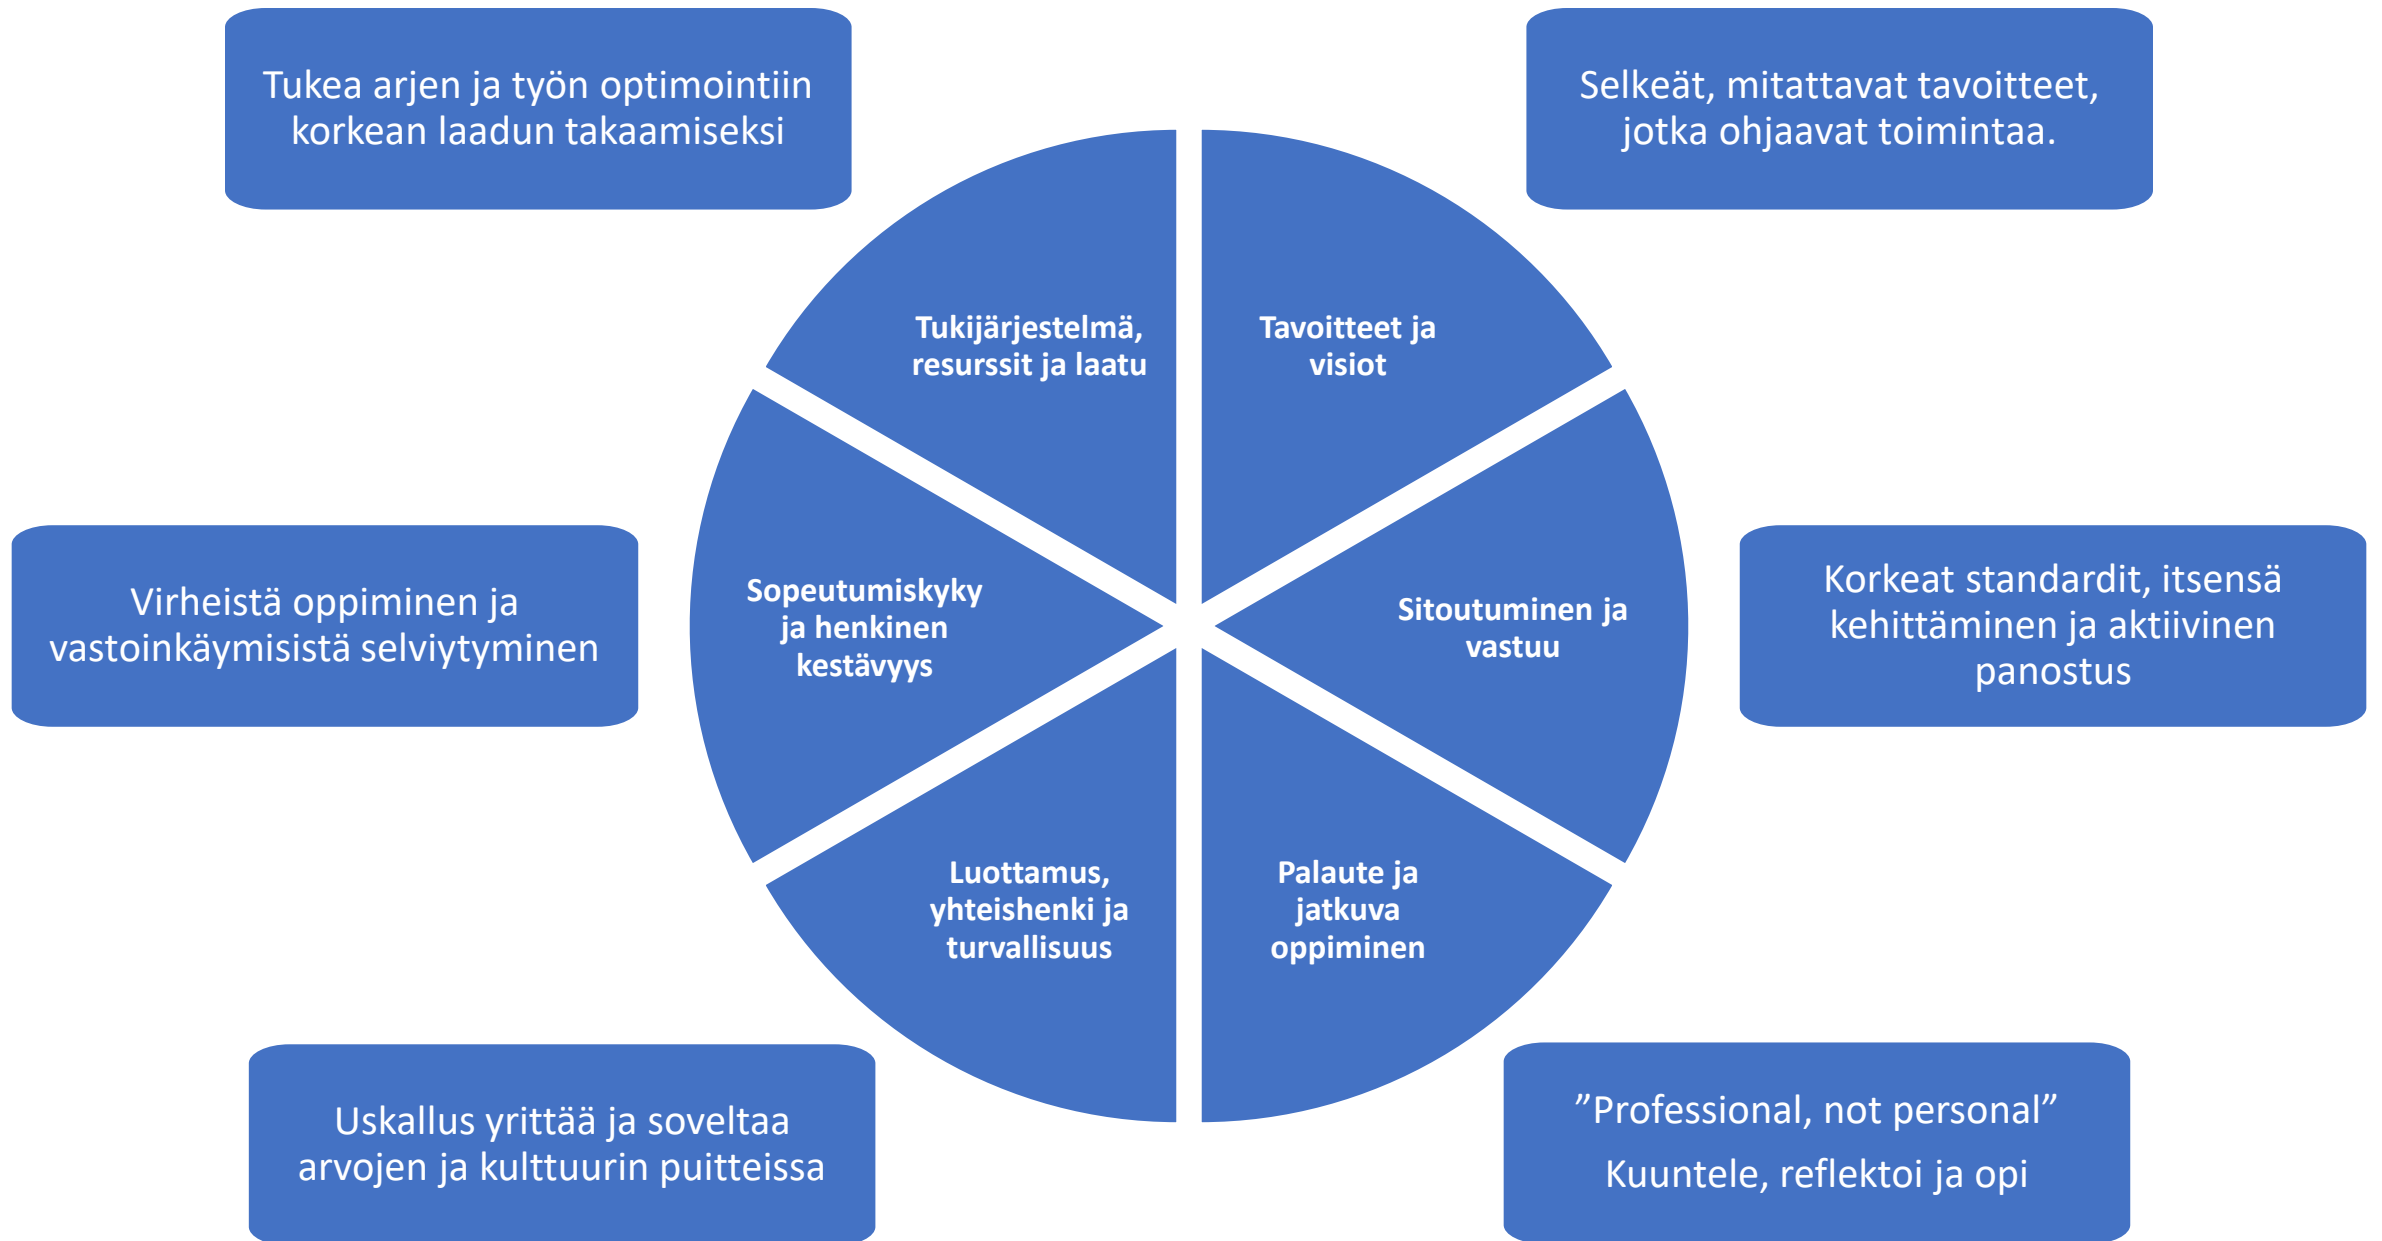 Tukea arjen ja työn optimointiin
korkean laadun takaamiseksi
Selkeät, mitattavat tavoitteet,
jotka ohjaavat toimintaa.
Tukijärjestelmä,
resurssit ja laatu
Tavoitteet ja
visiot
Virheistä oppiminen ja
vastoinkäymisistä selviytyminen
Sopeutumiskyky
ja henkinen
kestävyys
Sitoutuminen ja
vastuu
Korkeat standardit, itsensä
kehittäminen ja aktiivinen
panostus
Luottamus,
yhteishenki ja
turvallisuus
Palaute ja
jatkuva
oppiminen
Uskallus yrittää ja soveltaa
arvojen ja kulttuurin puitteissa
”Professional, not personal”
Kuuntele, reflektoi ja opi